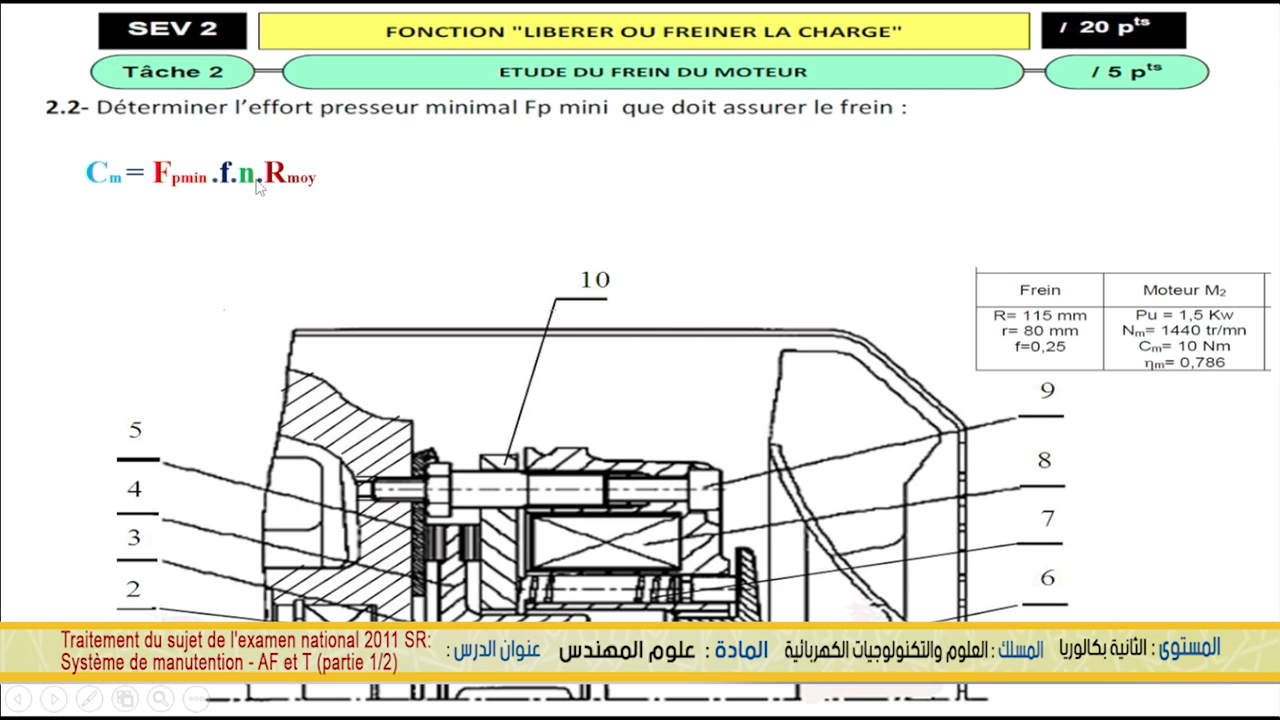 SEV 2
FONCTION "LIBERER OU FREINER LA CHARGE"
/ 20 pts
Tâche 2
ETUDE DU FREIN DU MOTEUR
/ 5 pts
2.2- Déterminer l'effort presseur minimal Fp mini que doit assurer le frein :
Cm = Fpmin .f.n.Rmoy
Frein
Moteur M2
R= 115 mm
r= 80 mm
f=0,25
Pu = 1,5 Kw
Nm= 1440 tr/mn
Cm= 10 Nm
ηm= 0,786
10
5
4
3
2
9
8
7
6
Traitement du sujet de l'examen national 2011 SR:
Système de manutention - AF et T (partie 1/2)
المستوى : الثانية بكالوريا المسلك : العلوم والتكنولوجيات الكهربائية المادة : علوم المهندس عنوان الدرس :